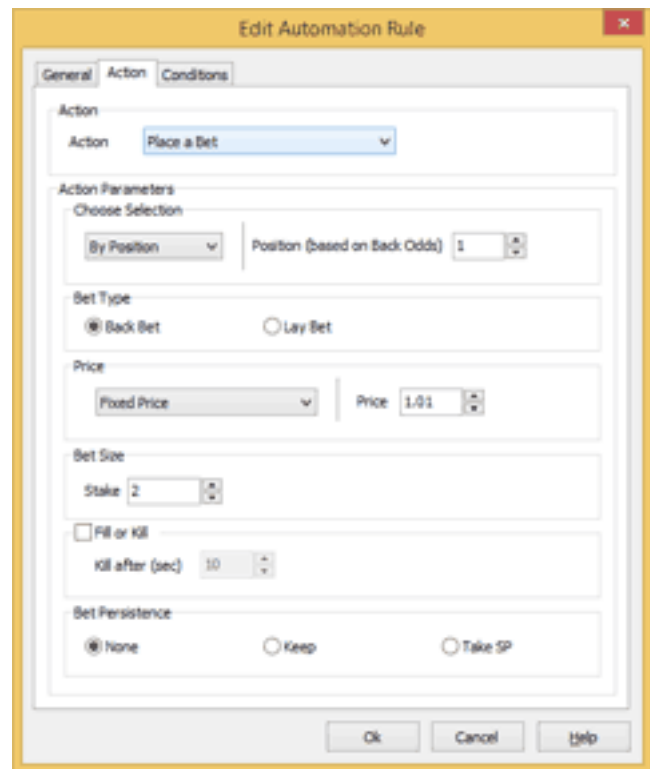 Edit Automation Rule
General Action Conditions
Action
Action Place a Bet
Action Parameters
Choose Selection
By Position Position (based on Back Odds) 1
Bet Type
Back Bet Lay Bet
Price
Fixed Price Price 1.01
Bet Size
Stake 2
Fill or Kill
Kill after (sec) 10
Bet Persistence
None Keep Take SP
Ok Cancel Help